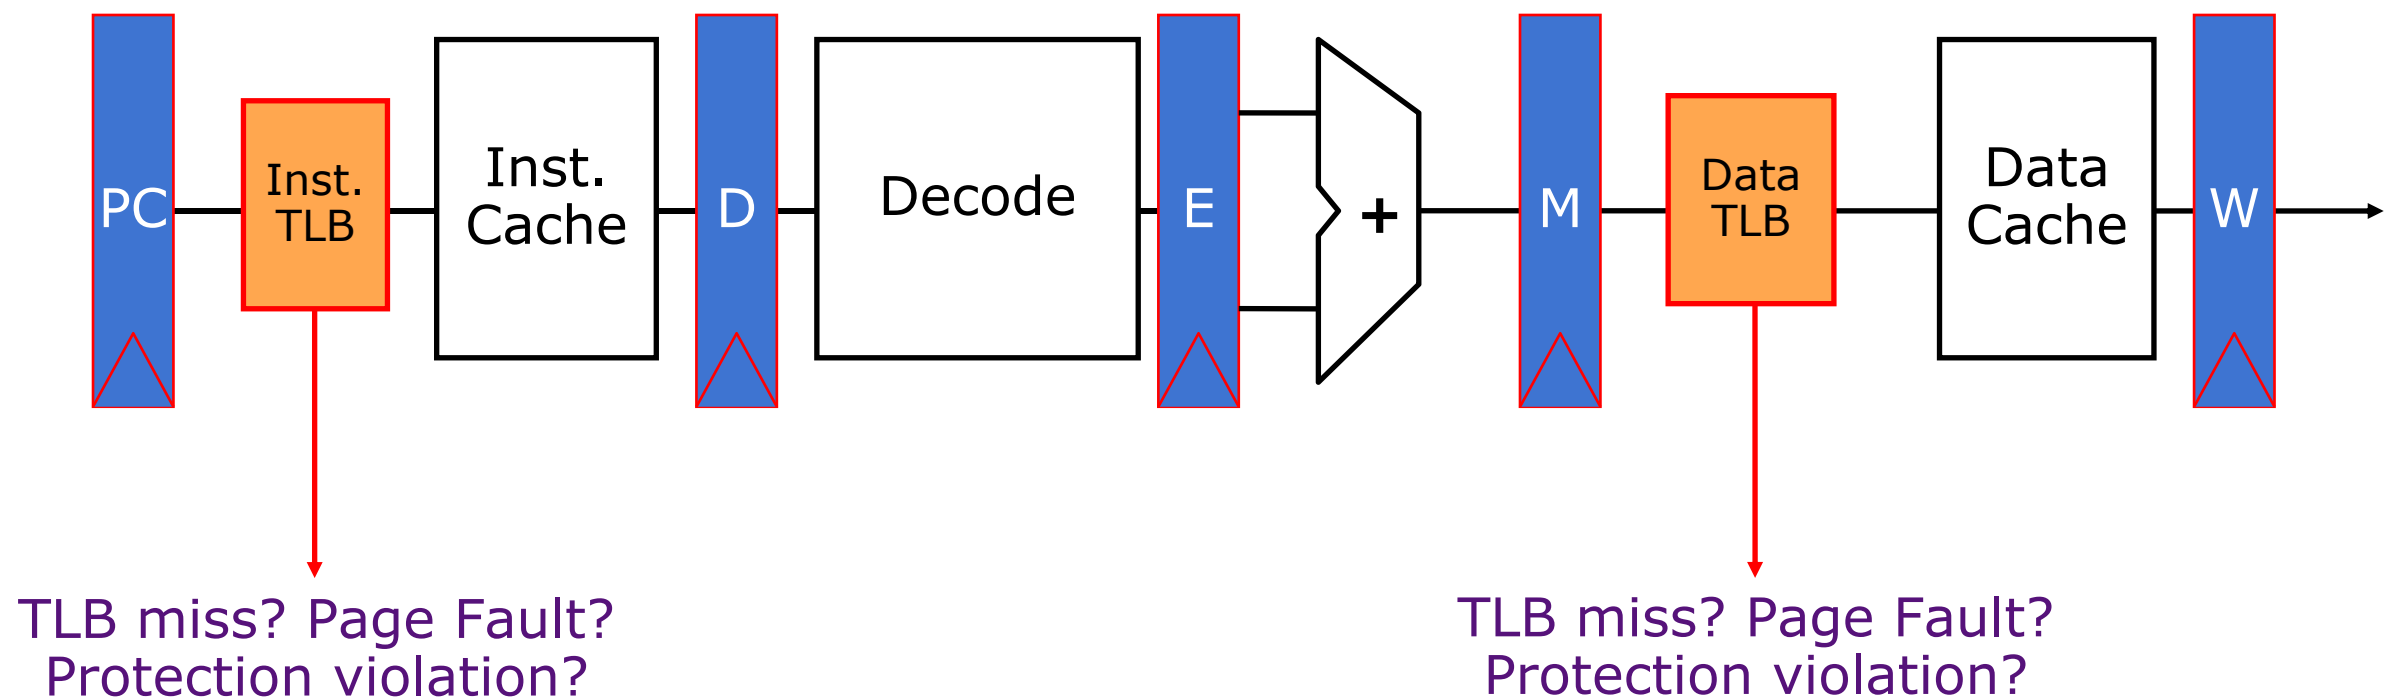 PC
Inst.
TLB
Inst.
Cache
D
Decode
E
+
M
Data
TLB
Data
Cache
W
TLB miss? Page Fault?
Protection violation?
TLB miss? Page Fault?
Protection violation?